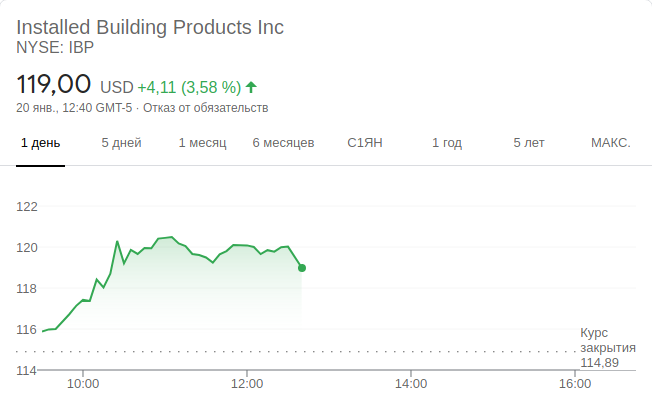 Installed Building Products Inc
NYSE: IBP
119,00 USD +4,11 (3,58 %)
20 янв., 12:40 GMT-5 · Отказ от обязательств
1 день 5 дней 1 месяц 6 месяцев С1ЯН 1 год 5 лет МАКС.
122
120
118
116
Курс
закрытия
114,89
114
10:00 12:00 14:00 16:00